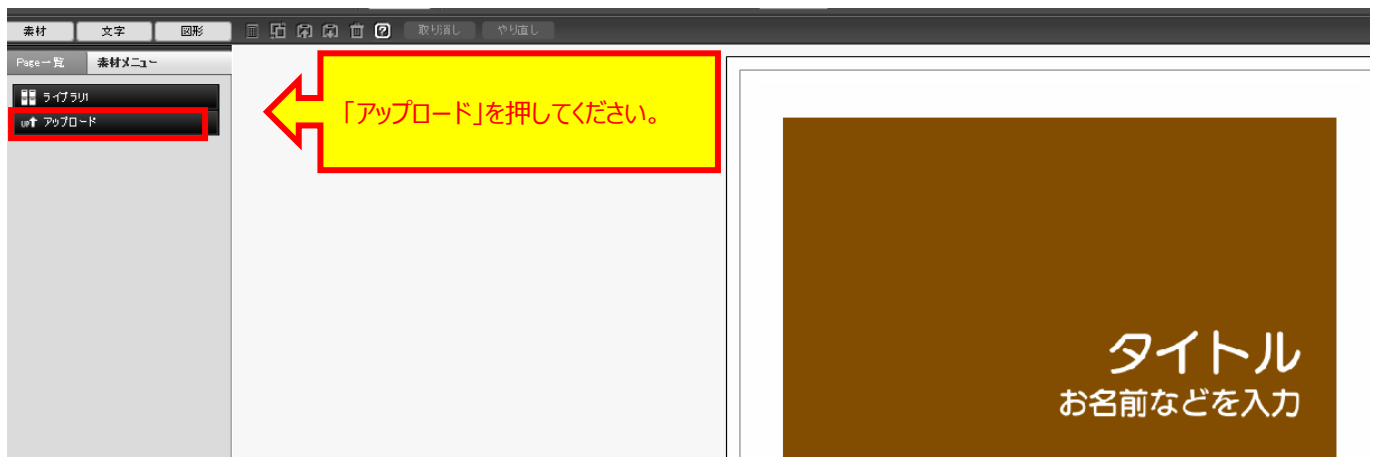 素材 文字 図形 取り消し やり直し
Page一覧 素材メニュー
ライブラリ1
UP アップロード
「アップロード」を押してください。
タイトル
お名前などを入力